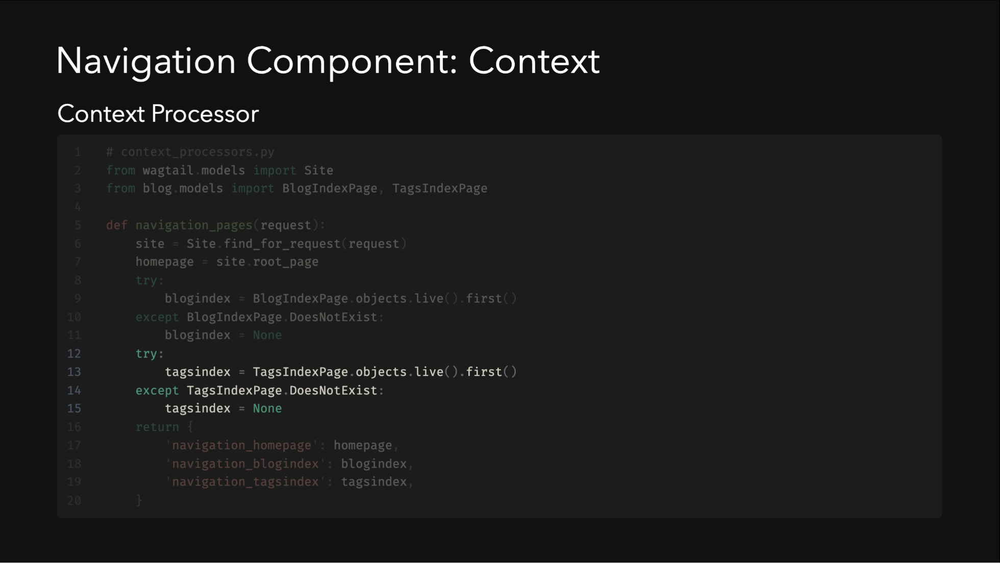 Navigation Component: Context
Context Processor
1 # context_processors.py
2 from wagtail.models import Site
3 from blog.models import BlogIndexPage, TagsIndexPage
4
5 def navigation_pages(request):
6     site = Site.find_for_request(request)
7     homepage = site.root_page
8     try:
9         blogindex = BlogIndexPage.objects.live().first()
10     except BlogIndexPage.DoesNotExist:
11         blogindex = None
12     try:
13         tagsindex = TagsIndexPage.objects.live().first()
14     except TagsIndexPage.DoesNotExist:
15         tagsindex = None
16     return {
17         'navigation_homepage': homepage,
18         'navigation_blogindex': blogindex,
19         'navigation_tagsindex': tagsindex,
20     }